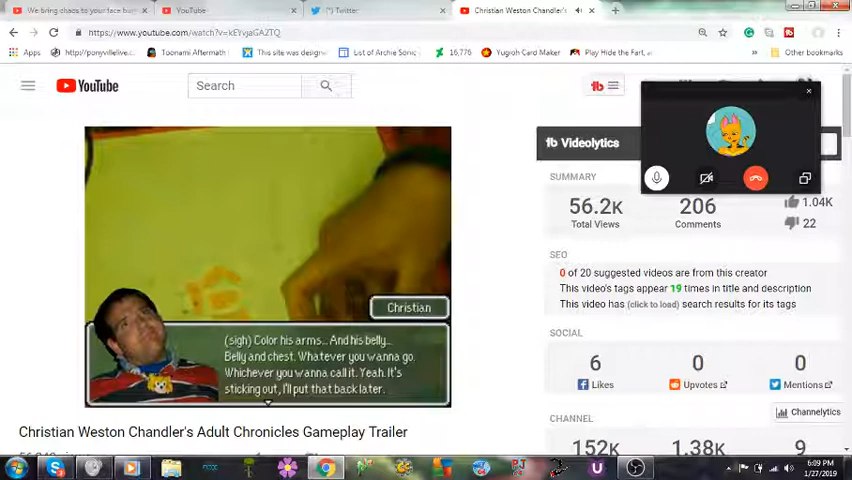 We bring chaos to your face bu
YouTube
(*) Twitter
Christian Weston Chandler's
https://www.youtube.com/watch?v=kEYvjaGAZTQ
Apps
http://ponyvillelive
Toonami Aftermath
This site was designe
List of Archie Sonic
16,776
Yugioh Card Maker
Play Hide the Fart,
Other bookmarks
YouTube
Search
tb
tb Videolytics
SUMMARY
56.2K
206
1.04K
Total Views
Comments
22
SEO
0 of 20 suggested videos are from this creator
This video's tags appear 19 times in title and description
This video has (click to load) search results for its tags
SOCIAL
6
0
0
Likes
Upvotes
Mentions
Christian
(sigh) Color his arms... And his belly...
Belly and chest. Whatever you wanna go.
Whichever you wanna call it. Yeah. It's
sticking out, I'll put that back later.
CHANNEL
Channelytics
152K
1.38K
9
Christian Weston Chandler's Adult Chronicles Gameplay Trailer
6:09 PM
1/27/2019